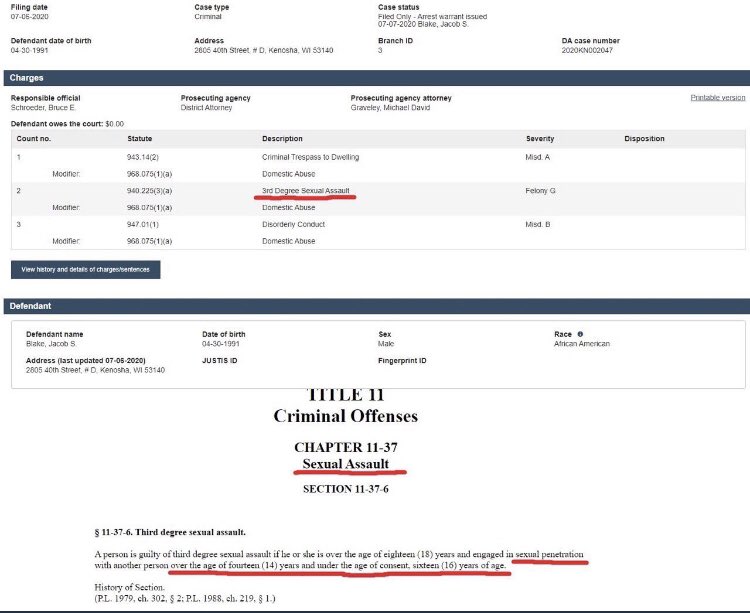 Filing date Case type Case status
07-06-2020 Criminal Filed Only - Arrest warrant issued
07-07-2020 Blake, Jacob S.
Defendant date of birth Address Branch ID DA case number
04-30-1991 2805 40th Street, # D, Kenosha, WI 53140 3 2020KN002047
Charges
Responsible official Prosecuting agency Prosecuting agency attorney Printable version
Schroeder, Bruce E. District Attorney Graveley, Michael David
Defendant owes the court: $0.00
Count no. Statute Description Severity Disposition
1 943.14(2) Criminal Trespass to Dwelling Misd. A
Modifier: 968.075(1)(a) Domestic Abuse
2 940.225(3)(a) 3rd Degree Sexual Assault Felony G
Modifier: 968.075(1)(a) Domestic Abuse
3 947.01(1) Disorderly Conduct Misd. B
Modifier: 968.075(1)(a) Domestic Abuse
View history and details of charges/sentences
Defendant
Defendant name Date of birth Sex Race
Blake, Jacob S. 04-30-1991 Male African American
Address (last updated 07-06-2020) JUSTIS ID Fingerprint ID
2805 40th Street, # D, Kenosha, WI 53140
TITLE 11
Criminal Offenses
CHAPTER 11-37
Sexual Assault
SECTION 11-37-6
§ 11-37-6. Third degree sexual assault.
A person is guilty of third degree sexual assault if he or she is over the age of eighteen (18) years and engaged in sexual penetration
with another person over the age of fourteen (14) years and under the age of consent, sixteen (16) years of age.
History of Section.
(P.L. 1979, ch. 302, § 2; P.L. 1988, ch. 219, § 1.)